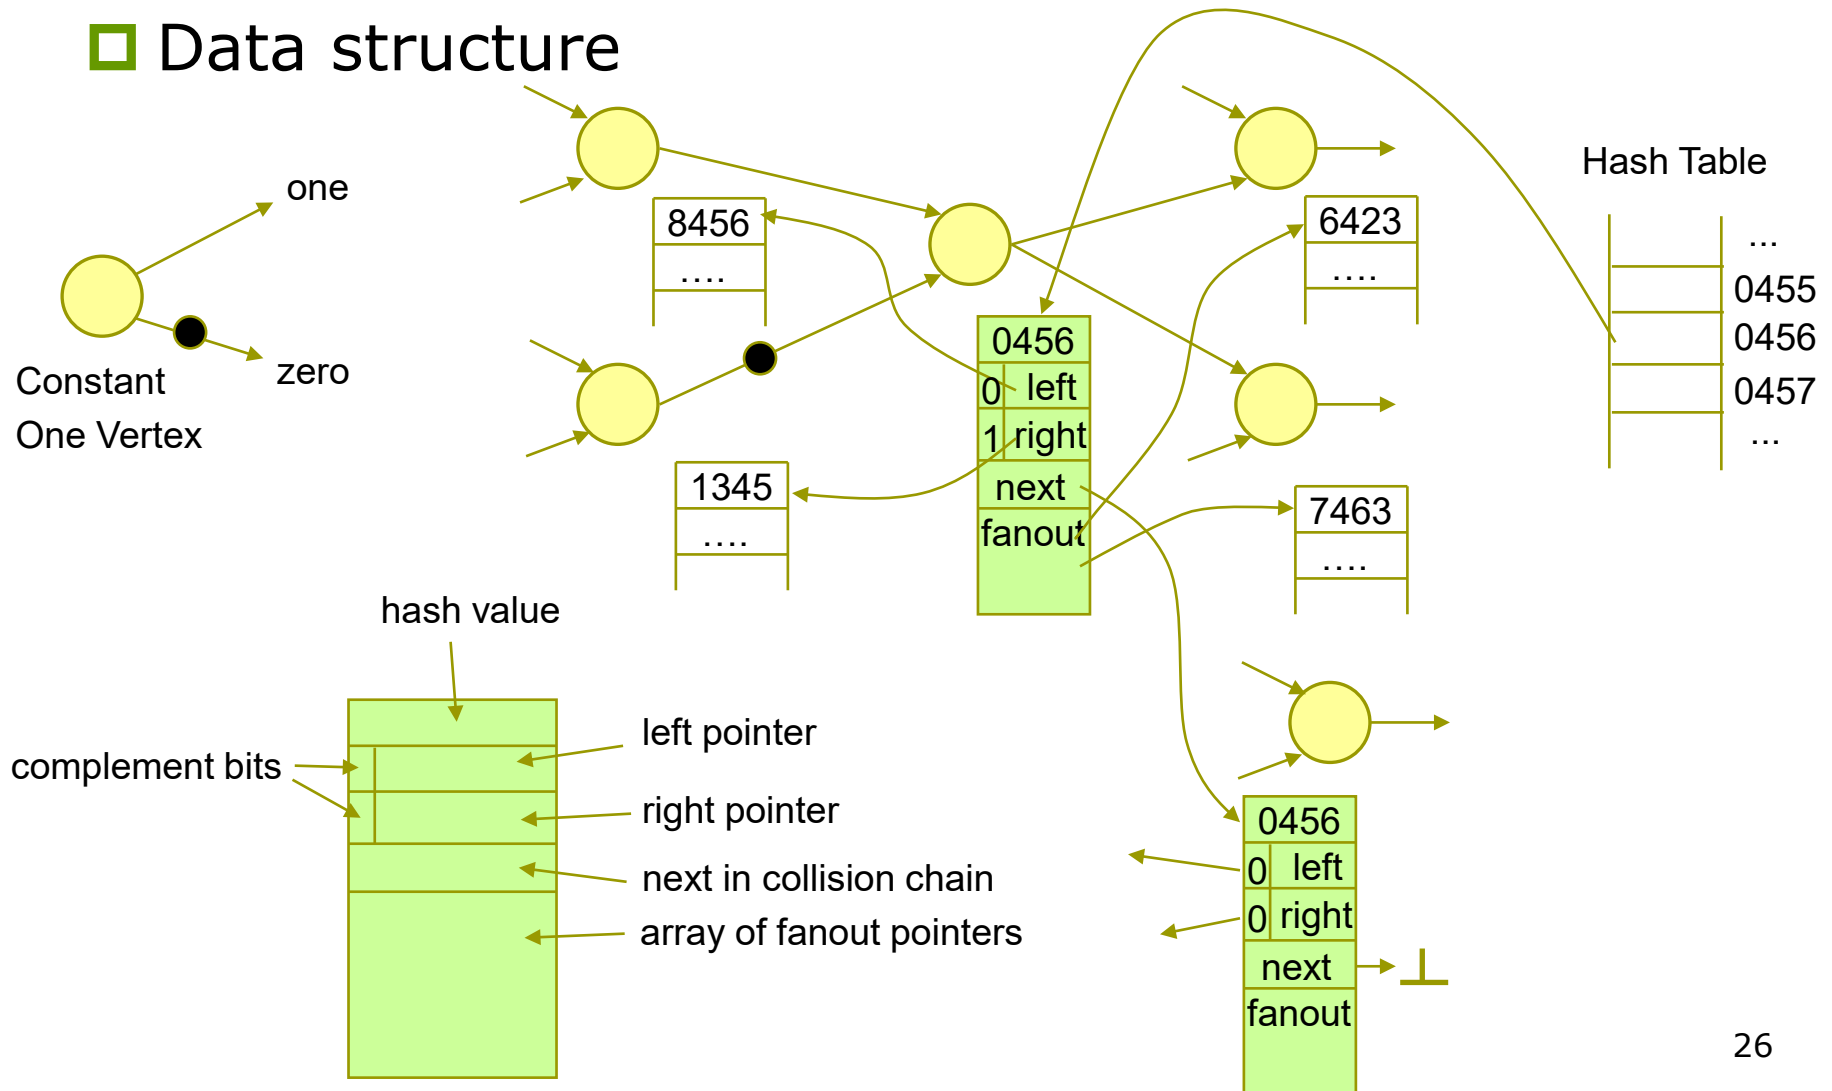 Data structure
one
zero
Constant
One Vertex
8456
....
1345
....
0456
0 left
1 right
next
fanout
6423
....
7463
....
Hash Table
...
0455
0456
0457
...
hash value
complement bits
left pointer
right pointer
next in collision chain
array of fanout pointers
0456
0 left
0 right
next
fanout
26